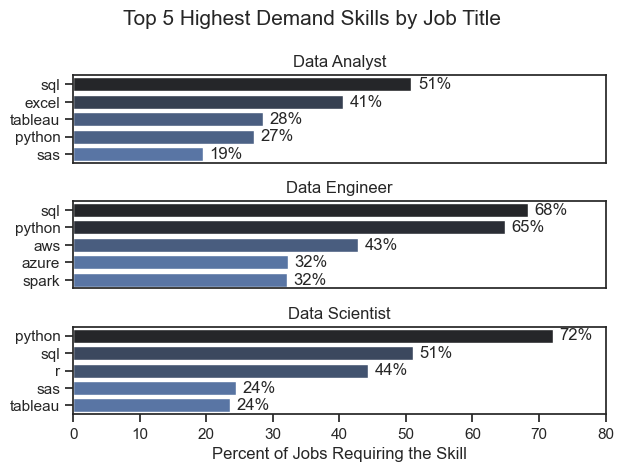 Top 5 Highest Demand Skills by Job Title
Data Analyst
sql 51%
excel 41%
tableau 28%
python 27%
sas 19%
Data Engineer
sql 68%
python 65%
aws 43%
azure 32%
spark 32%
Data Scientist
python 72%
sql 51%
r 44%
sas 24%
tableau 24%
0 10 20 30 40 50 60 70 80
Percent of Jobs Requiring the Skill